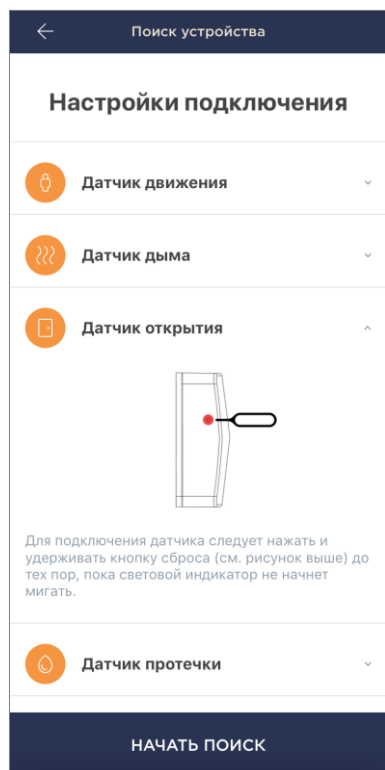 Поиск устройства
Настройки подключения
Датчик движения
Датчик дыма
Датчик открытия
Для подключения датчика следует нажать и
удерживать кнопку сброса (см. рисунок выше) до
тех пор, пока световой индикатор не начнет
мигать.
Датчик протечки
НАЧАТЬ ПОИСК